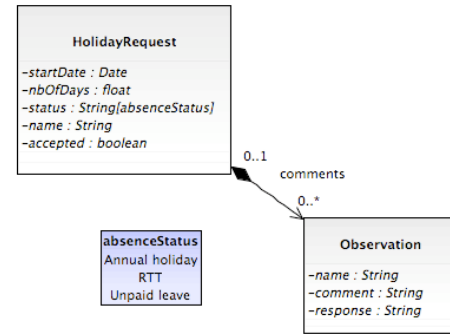 HolidayRequest
-startDate : Date
-nbOfDays : float
-status : String[absenceStatus]
-name : String
-accepted : boolean
0..1
comments
0..*
absenceStatus
Annual holiday
RTT
Unpaid leave
Observation
-name : String
-comment : String
-response : String